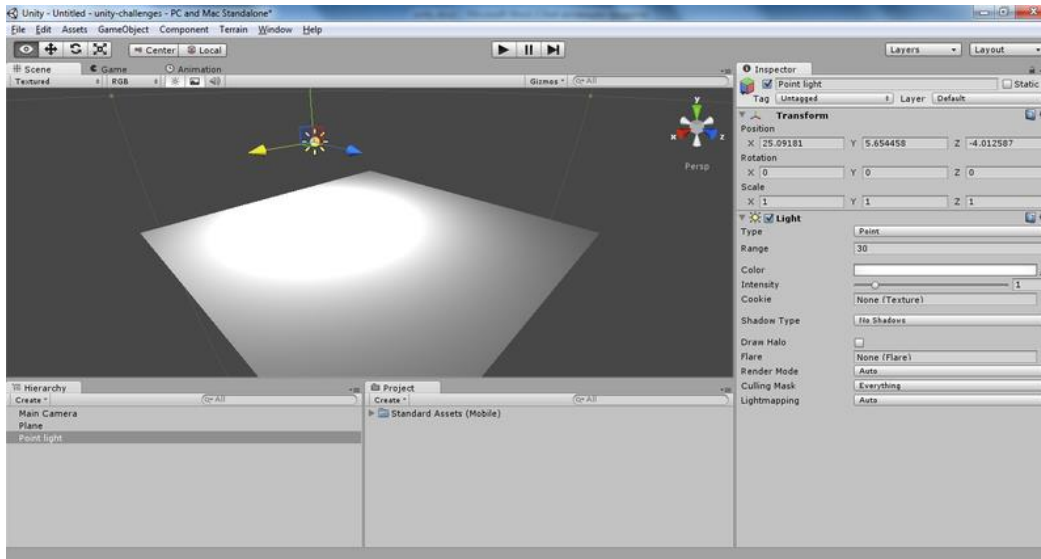 Unity - Untitled - unity-challenges - PC and Mac Standalone*
File Edit Assets GameObject Component Terrain Window Help
Center Local Layers Layout
Scene Game Animation
Textured RGB Gizmos All
y
x z
Persp
Inspector
Point light Static
Tag Untagged Layer Default
Transform
Position
X 25.09181 Y 5.654458 Z -4.012587
Rotation
X 0 Y 0 Z 0
Scale
X 1 Y 1 Z 1
Light
Type Point
Range 30
Color
Intensity 1
Cookie None (Texture)
Shadow Type No Shadows
Draw Halo
Flare None (Flare)
Render Mode Auto
Culling Mask Everything
Lightmapping Auto
Hierarchy
Create All
Main Camera
Plane
Point light
Project
Create All
Standard Assets (Mobile)